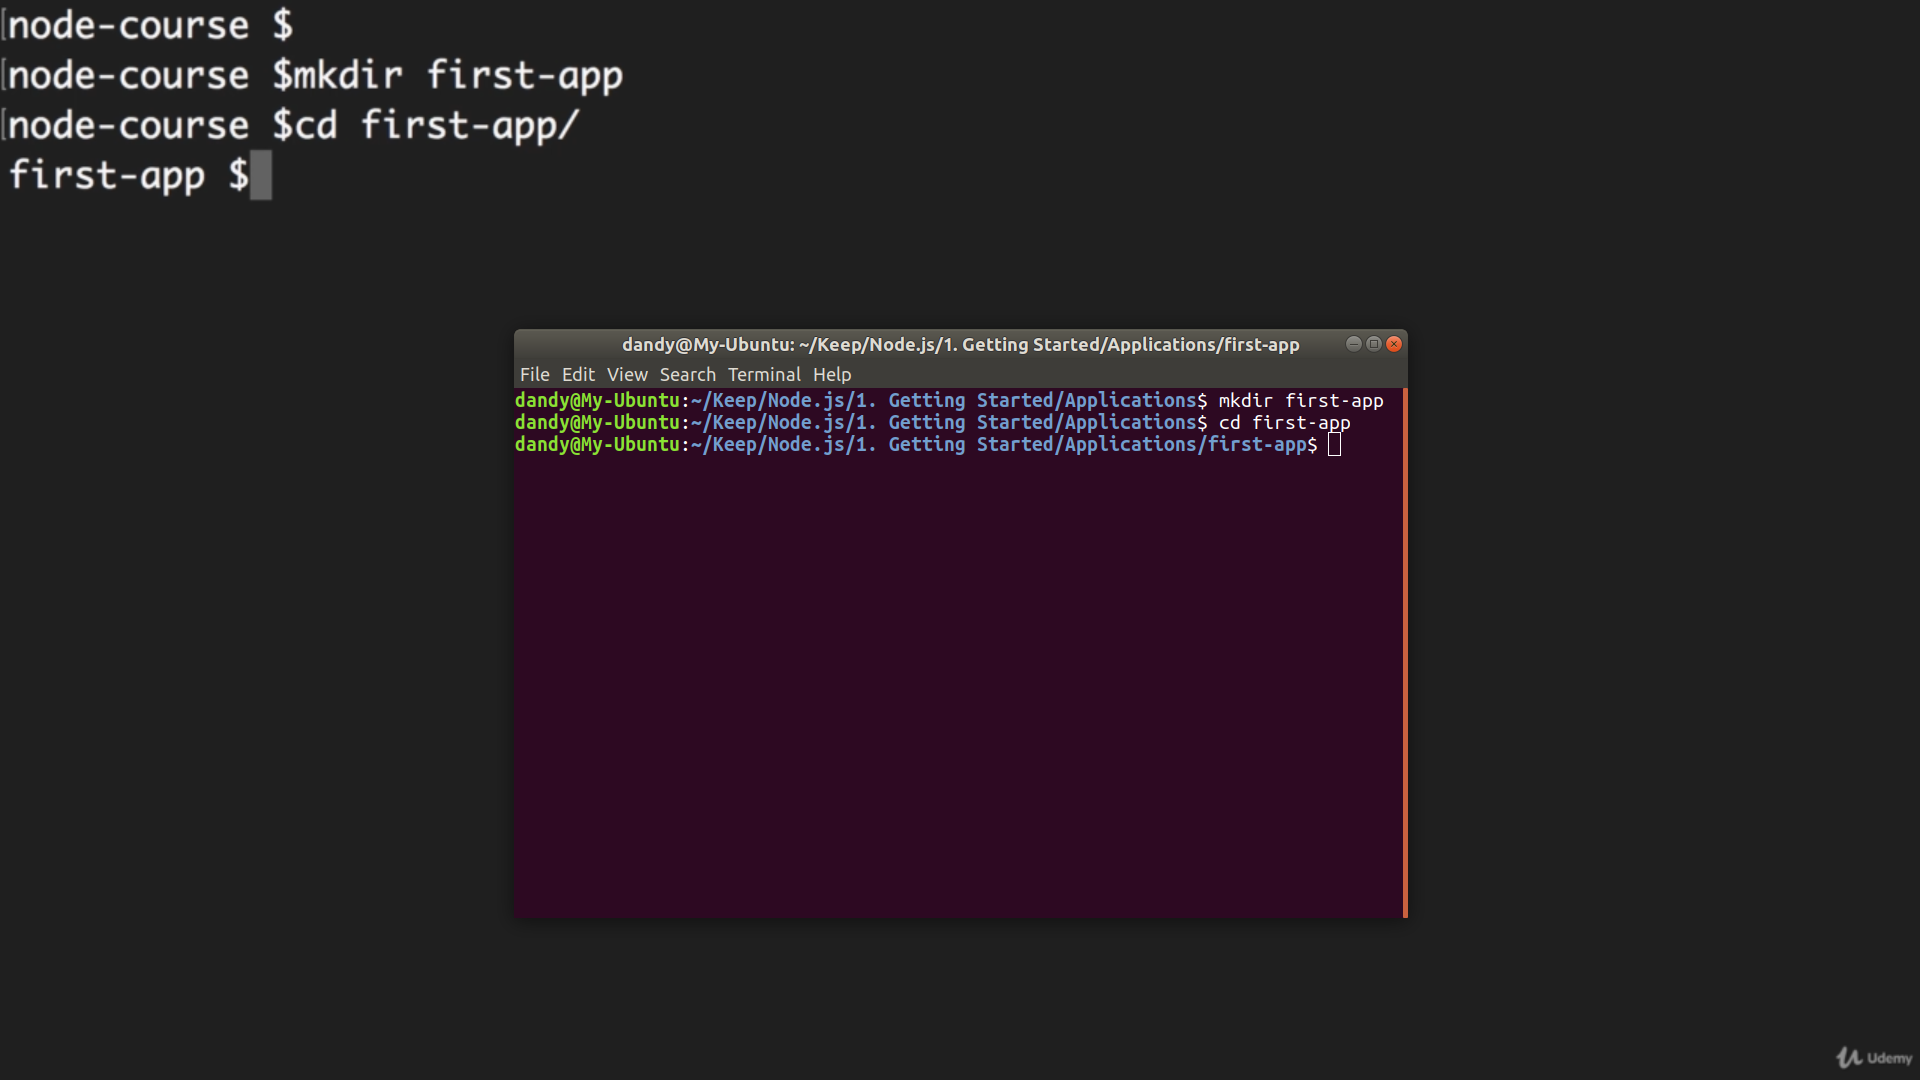 node-course $
node-course $mkdir first-app
node-course $cd first-app/
first-app $
dandy@My-Ubuntu: ~/Keep/Node.js/1. Getting Started/Applications/first-app
File Edit View Search Terminal Help
dandy@My-Ubuntu:~/Keep/Node.js/1. Getting Started/Applications$ mkdir first-app
dandy@My-Ubuntu:~/Keep/Node.js/1. Getting Started/Applications$ cd first-app
dandy@My-Ubuntu:~/Keep/Node.js/1. Getting Started/Applications/first-app$
Udemy